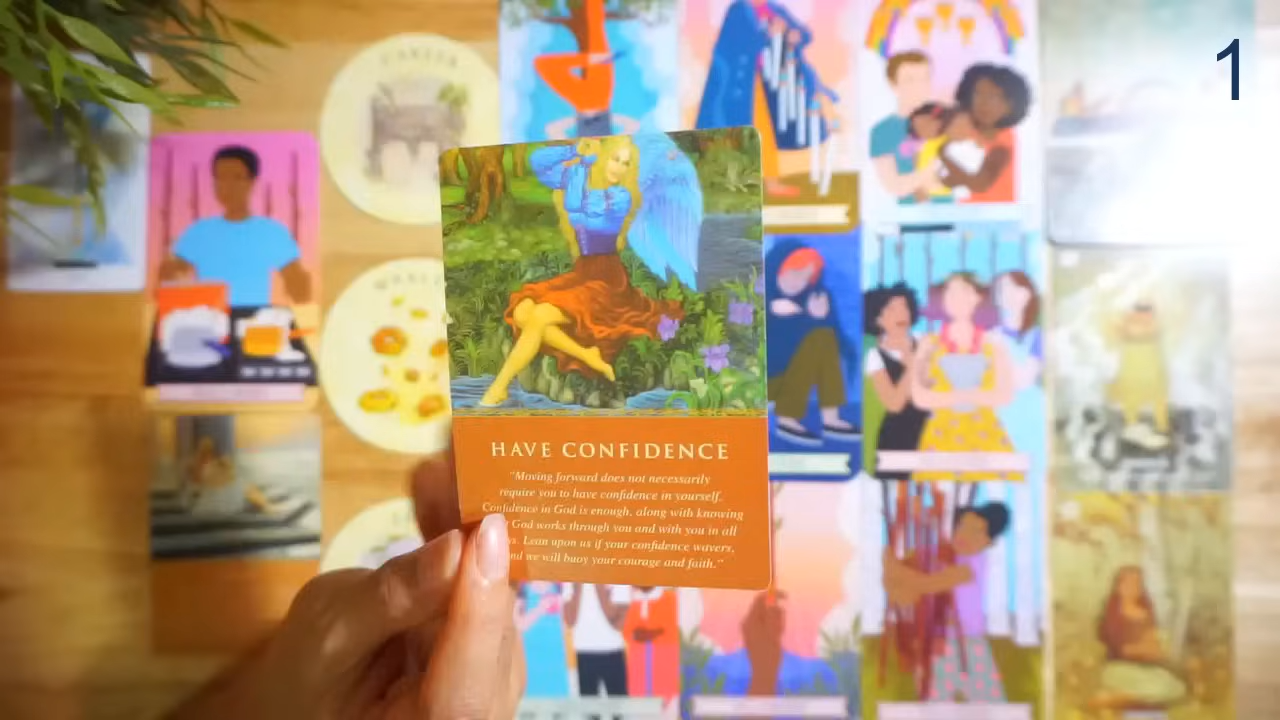 1
CAREER
HAVE CONFIDENCE
"Moving forward does not necessarily
require you to have confidence in yourself.
Confidence in God is enough, along with knowing
God works through you and with you in all
Lean upon us if your confidence wavers,
we will buoy your courage and faith."